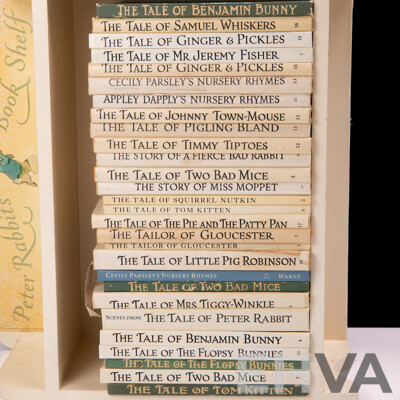 Peter Rabbit's Book Shelf
THE TALE OF BENJAMIN BUNNY
THE TALE OF SAMUEL WHISKERS 16
THE TALE OF GINGER & PICKLES 18
THE TALE OF MR. JEREMY FISHER 7
THE TALE OF GINGER & PICKLES
CECILY PARSLEY'S NURSERY RHYMES
APPLEY DAPPLY'S NURSERY RHYMES
THE TALE OF JOHNNY TOWN-MOUSE
THE TALE OF PIGLING BLAND
THE TALE OF TIMMY TIPTOES 12
THE STORY OF A FIERCE BAD RABBIT
THE TALE OF TWO BAD MICE
THE STORY OF MISS MOPPET
THE TALE OF SQUIRREL NUTKIN 2
THE TALE OF TOM KITTEN
THE TALE OF THE PIE AND THE PATTY PAN
THE TAILOR OF GLOUCESTER
THE TAILOR OF GLOUCESTER 3
THE TALE OF LITTLE PIG ROBINSON
CECILY PARSLEY'S NURSERY RHYMES WARNE
THE TALE OF TWO BAD MICE
THE TALE OF MRS. TIGGY-WINKLE
SCENES FROM THE TALE OF PETER RABBIT
THE TALE OF BENJAMIN BUNNY 4
THE TALE OF THE FLOPSY BUNNIES
THE TALE OF THE FLOPSY BUNNIES
THE TALE OF TWO BAD MICE
THE TALE OF TOM KITTEN
VA